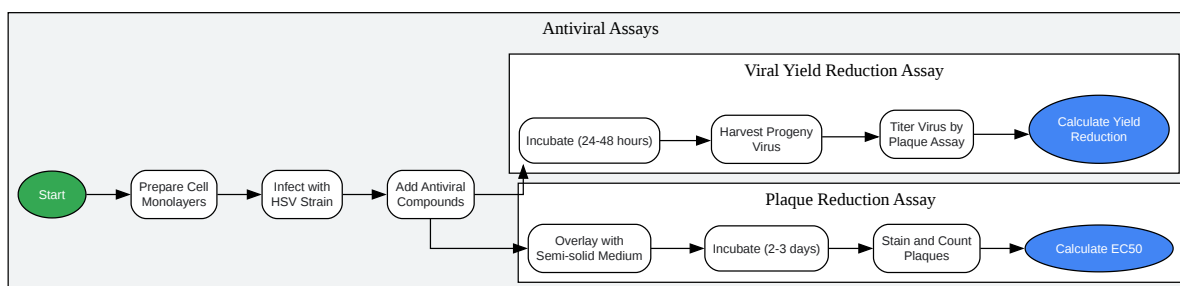 Antiviral Assays
Viral Yield Reduction Assay
Incubate (24-48 hours)
Harvest Progeny
Virus
Titer Virus by
Plaque Assay
Calculate Yield
Reduction
Start
Prepare Cell
Monolayers
Infect with
HSV Strain
Add Antiviral
Compounds
Plaque Reduction Assay
Overlay with
Semi-solid Medium
Incubate (2-3 days)
Stain and Count
Plaques
Calculate EC50